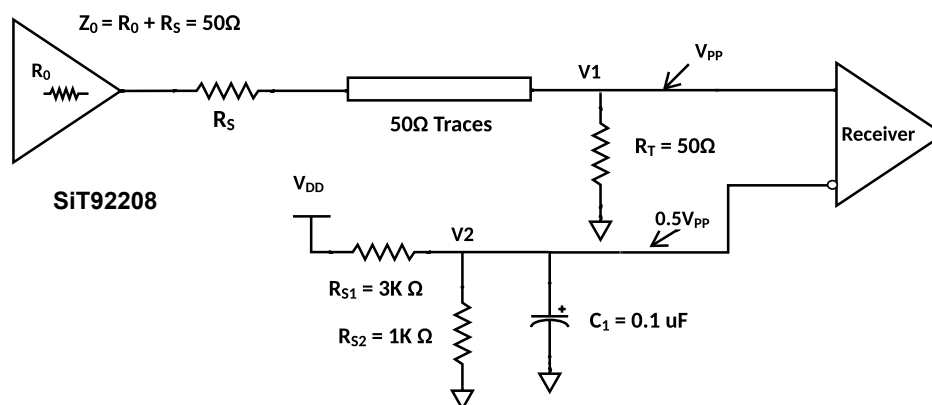 Z₀ = R₀ + Rₛ = 50Ω
R₀
Rₛ
50Ω Traces
V1
Vₚₚ
R_T = 50Ω
Receiver
SiT92208
V_DD
V2
0.5Vₚₚ
Rₛ₁ = 3K Ω
Rₛ₂ = 1K Ω
C₁ = 0.1 uF
+